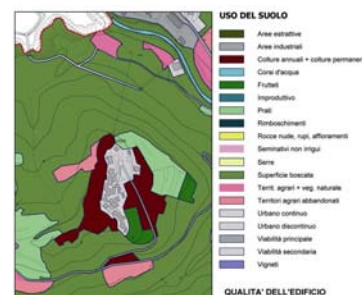 USO DEL SUOLO
Aree estrattive
Aree industriali
Colture annuali + colture permaner
Corsi d'acqua
Frutteti
Improduttivo
Prati
Rimboschimenti
Rocce nude, rupi, affioramenti
Seminativi non irrigui
Serre
Superficie boscata
Territ. agrari + veg. naturale
Territori agrari abbandonati
Urbano continuo
Urbano discontinuo
Viabilità principale
Viabilità secondaria
Vigneti
QUALITA' DELL'EDIFICIO